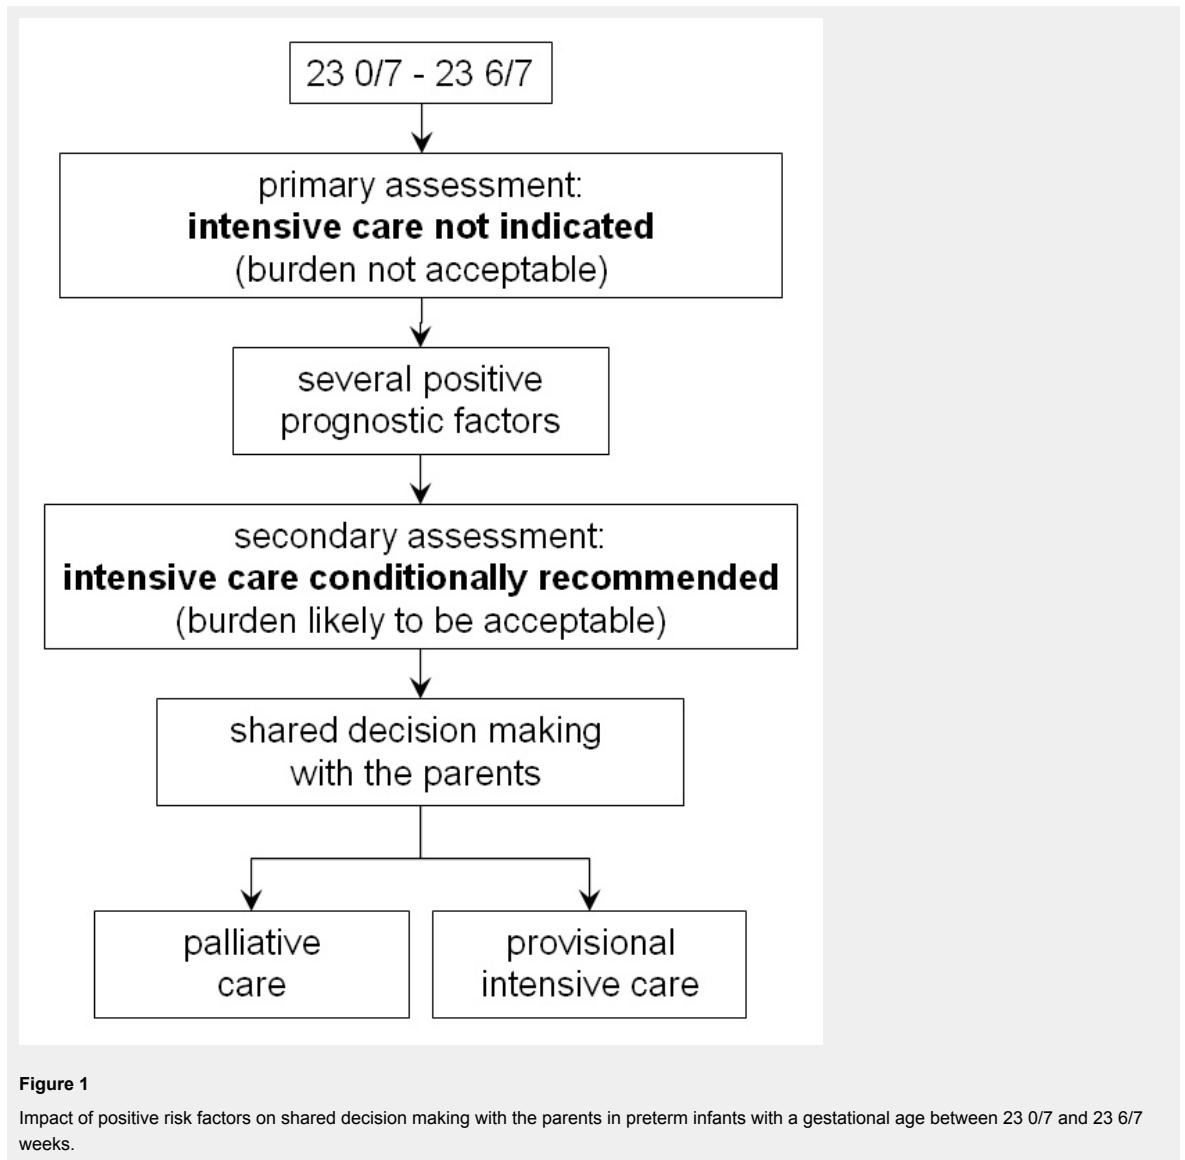 23 0/7 - 23 6/7
primary assessment:
intensive care not indicated
(burden not acceptable)
several positive
prognostic factors
secondary assessment:
intensive care conditionally recommended
(burden likely to be acceptable)
shared decision making
with the parents
palliative
care
provisional
intensive care
Figure 1
Impact of positive risk factors on shared decision making with the parents in preterm infants with a gestational age between 23 0/7 and 23 6/7
weeks.